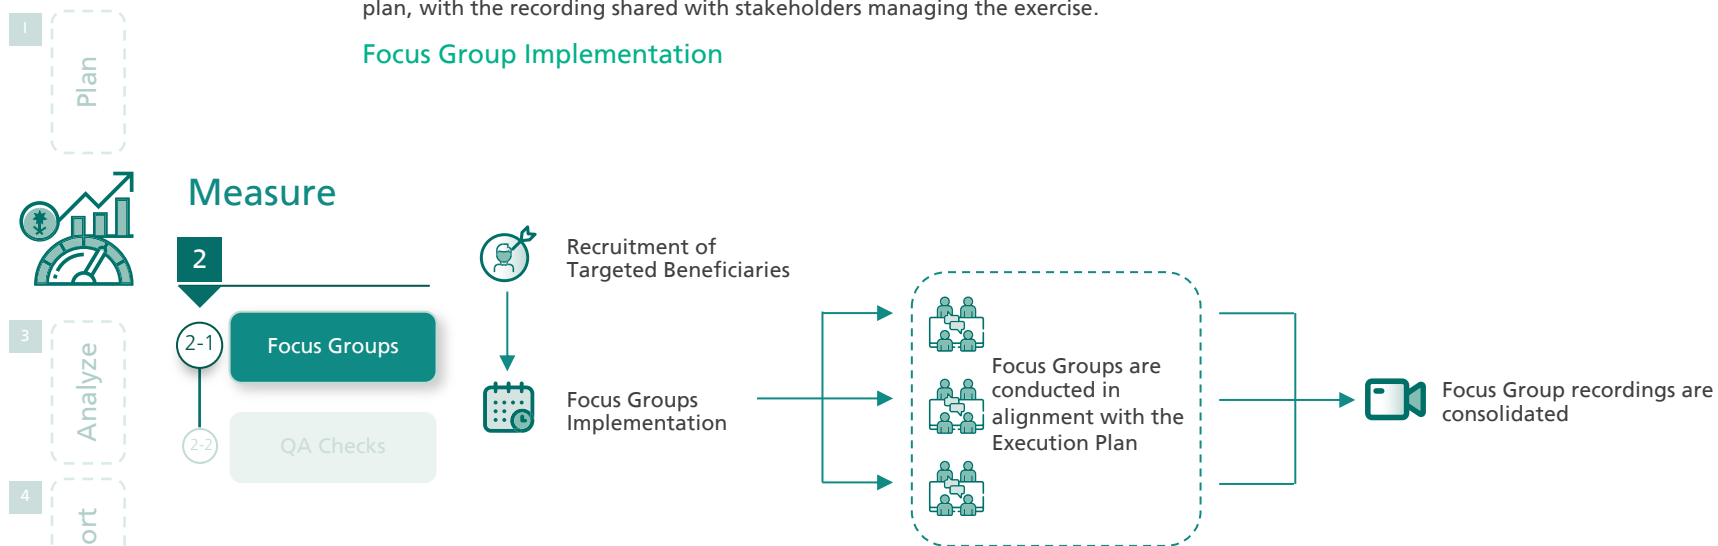 plan, with the recording shared with stakeholders managing the exercise.
Focus Group Implementation
1
Plan
Measure
2
2-1
Focus Groups
2-2
QA Checks
3
Analyze
4
ort
Recruitment of
Targeted Beneficiaries
Focus Groups
Implementation
Focus Groups are
conducted in
alignment with the
Execution Plan
Focus Group recordings are
consolidated